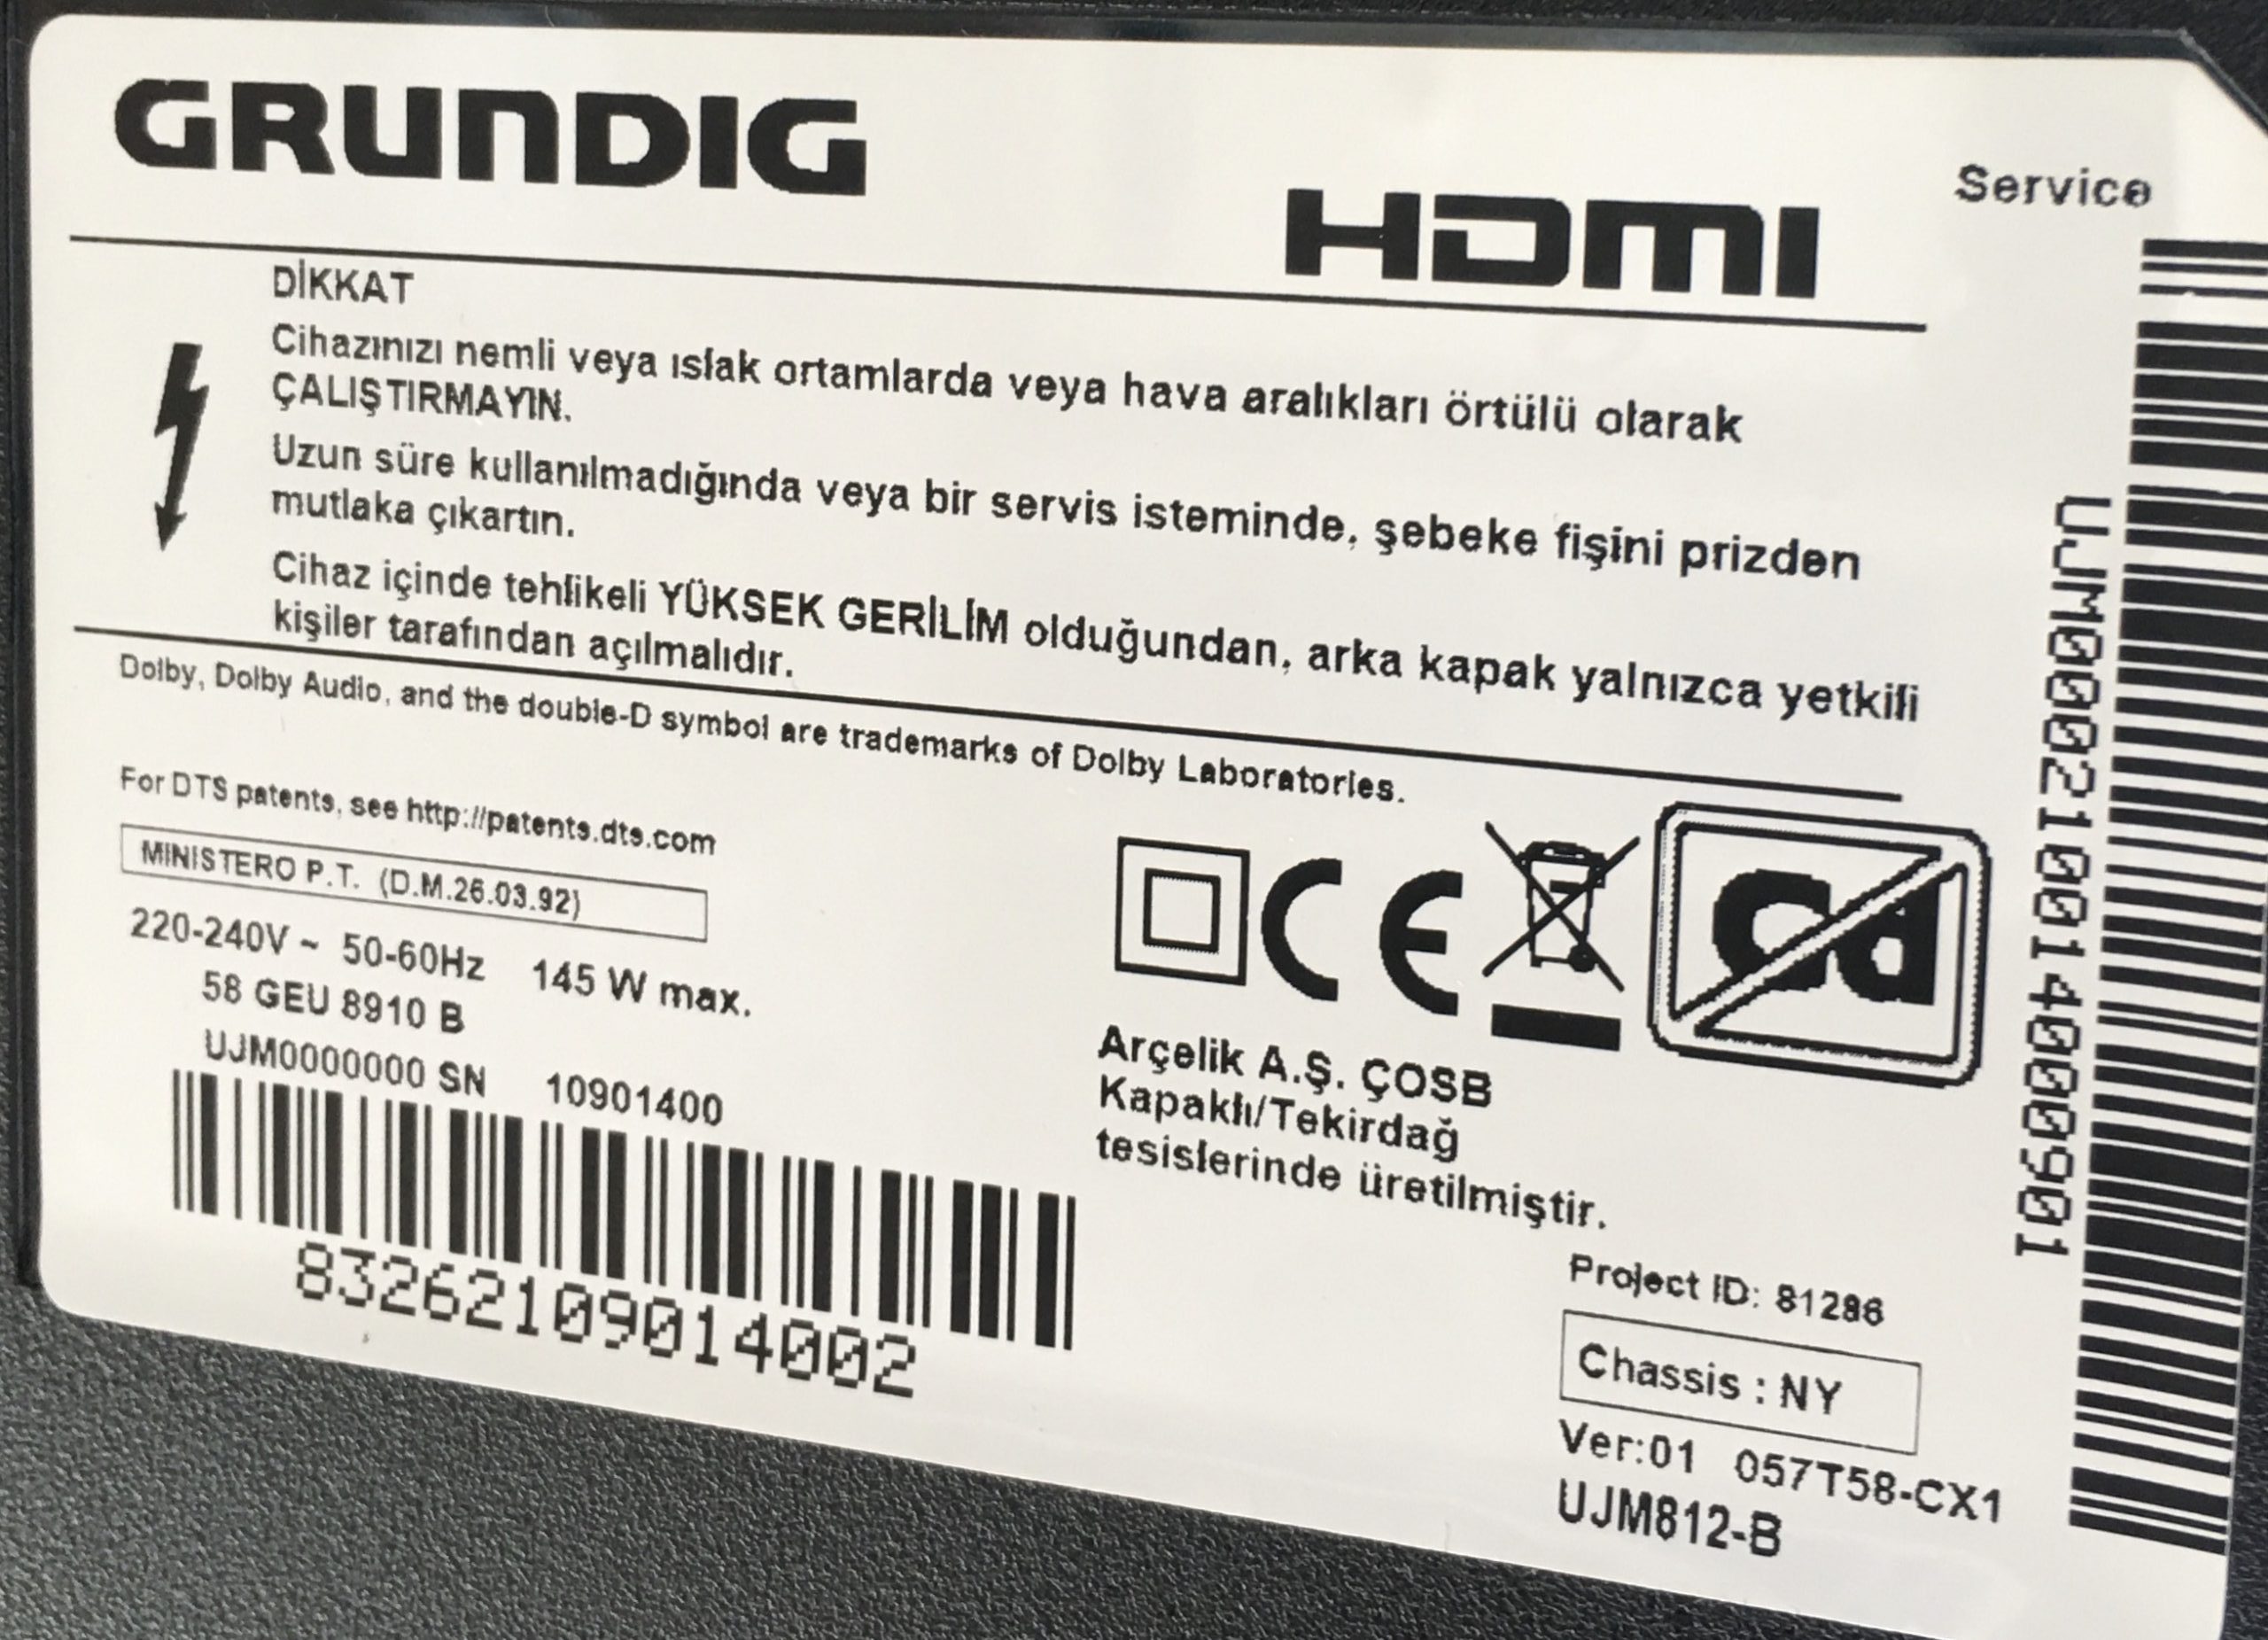 GRUNDIG
HDMI
Service
DİKKAT
Cihazınızı nemli veya ıslak ortamlarda veya hava aralıkları örtülü olarak
ÇALIŞTIRMAYIN.
Uzun süre kullanılmadığında veya bir servis isteminde, şebeke fişini prizden
mutlaka çıkartın.
Cihaz içinde tehlikeli YÜKSEK GERİLİM olduğundan, arka kapak yalnızca yetkili
kişiler tarafından açılmalıdır.
Dolby, Dolby Audio, and the double-D symbol are trademarks of Dolby Laboratories.
For DTS patents, see http://patents.dts.com
MINISTERO P.T. (D.M.26.03.92)
220-240V ~ 50-60Hz 145 W max.
58 GEU 8910 B
UJM0000000 SN 10901400
83262109014002
CE
Arçelik A.Ş. ÇOSB
Kapaklı/Tekirdağ
tesislerinde üretilmiştir.
Project ID: 81286
Chassis : NY
Ver:01 057T58-CX1
UJM812-B
UJM000210014000901